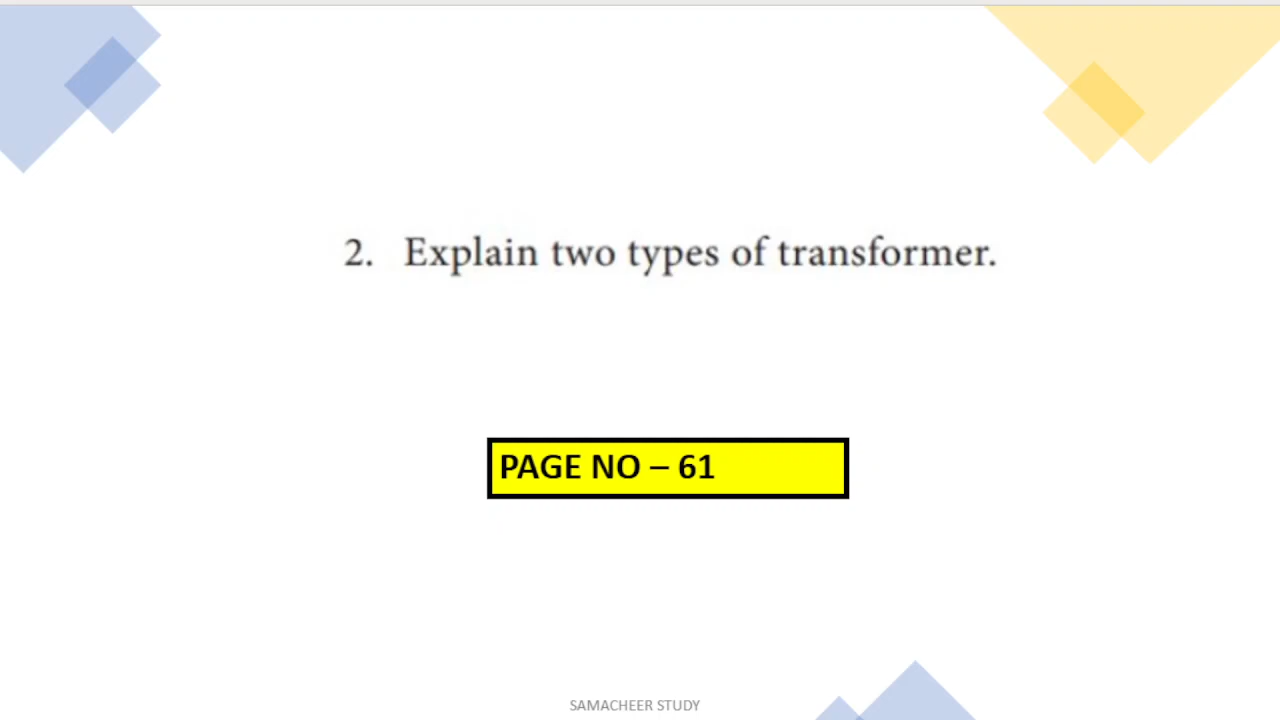 2. Explain two types of transformer.
PAGE NO – 61
SAMACHEER STUDY